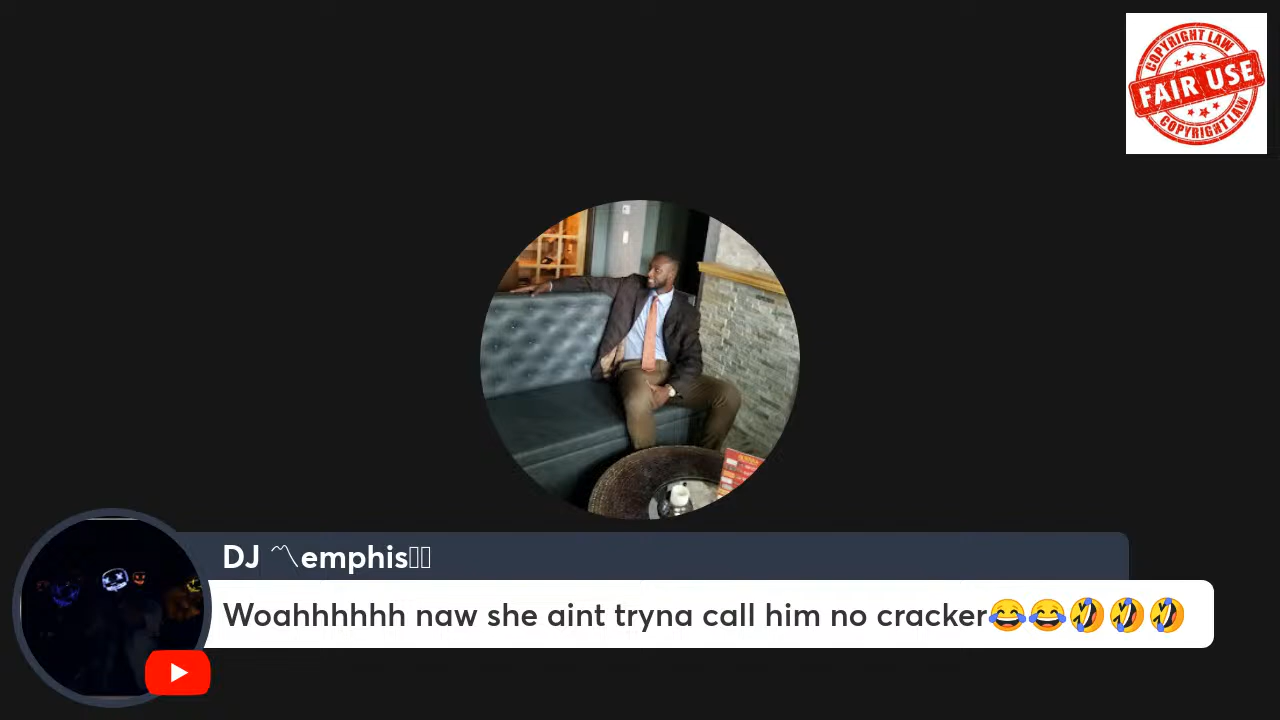 COPYRIGHT LAW
FAIR USE
COPYRIGHT LAW
DJ 〽emphis
Woahhhhhh naw she aint tryna call him no cracker😂😂🤣🤣🤣